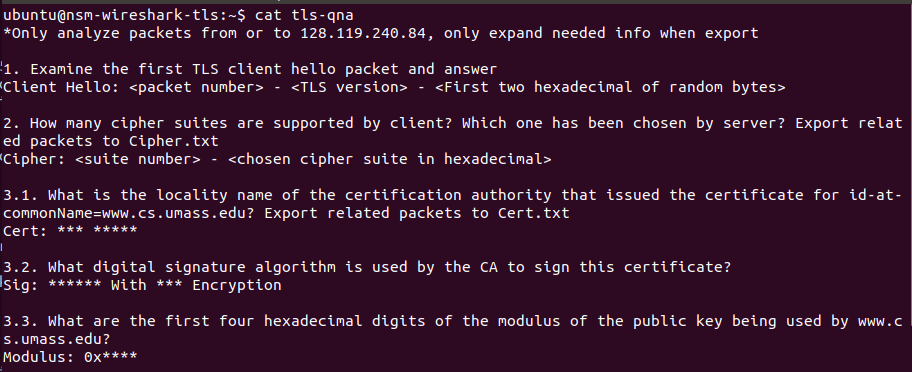 ubuntu@nsm-wireshark-tls:~$ cat tls-qna
*Only analyze packets from or to 128.119.240.84, only expand needed info when export
1. Examine the first TLS client hello packet and answer
Client Hello: <packet number> - <TLS version> - <First two hexadecimal of random bytes>
2. How many cipher suites are supported by client? Which one has been chosen by server? Export relat
ed packets to Cipher.txt
Cipher: <suite number> - <chosen cipher suite in hexadecimal>
3.1. What is the locality name of the certification authority that issued the certificate for id-at-
commonName=www.cs.umass.edu? Export related packets to Cert.txt
Cert: *** *****
3.2. What digital signature algorithm is used by the CA to sign this certificate?
Sig: ****** With *** Encryption
3.3. What are the first four hexadecimal digits of the modulus of the public key being used by www.c
s.umass.edu?
Modulus: 0x****